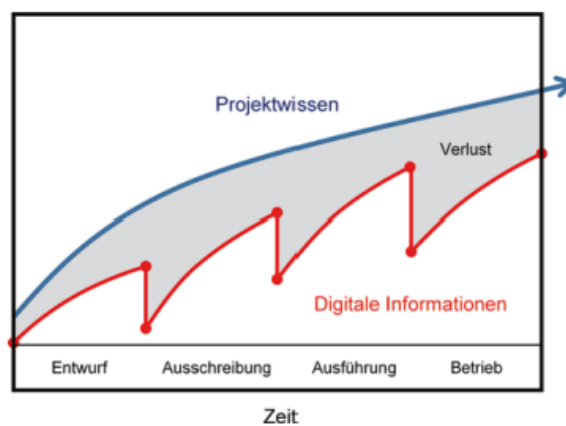 Projektwissen
Verlust
Digitale Informationen
Entwurf Ausschreibung Ausführung Betrieb
Zeit